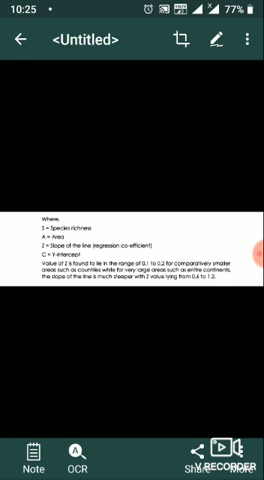 10:25
77%
<Untitled>
Where,
S = Species richness
A = Area
Z = Slope of the line (regression co-efficient)
C = Y-intercept
Value of Z is found to lie in the range of 0.1 to 0.2 for comparatively smaller
areas such as countries while for very large areas such as entire continents,
the slope of the line is much steeper with Z value lying from 0.6 to 1.2.
Note
OCR
Share
More
V RECORDER